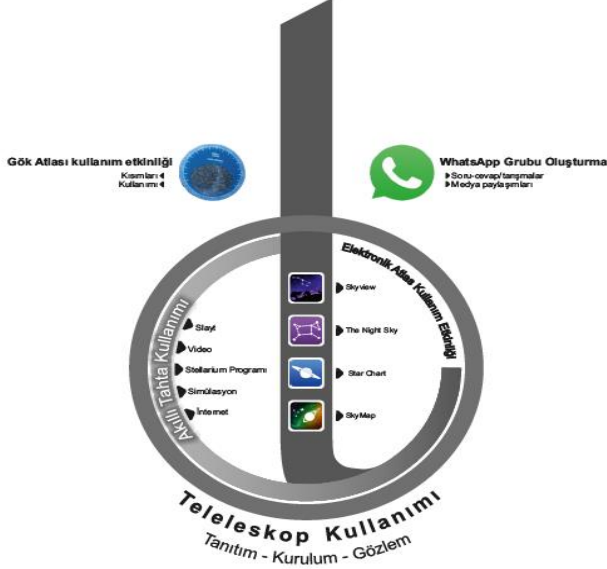 Gök Atlası kullanım etkinliği
Kısımları
Kullanımı
WhatsApp Grubu Oluşturma
Soru-cevap/tarışmalar
Medya paylaşımları
Elektronik Atlas Kullanım Etkinliği
Skyview
The Night Sky
Star Chart
SkyMap
Akıllı Tahta Kullanımı
Slayt
Video
Stellarium Programı
Simülasyon
İnternet
Teleleskop Kullanımı
Tanıtım - Kurulum - Gözlem